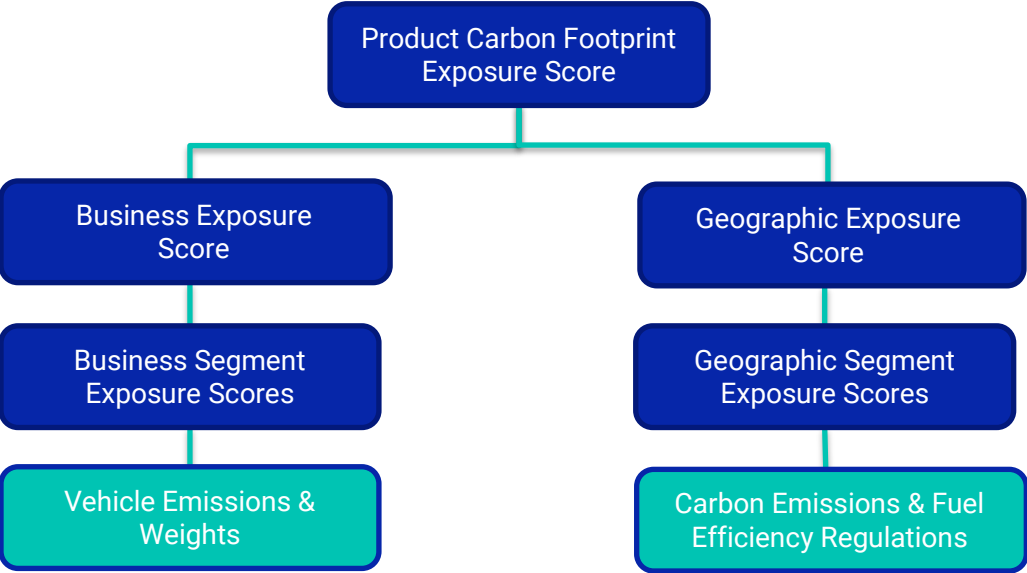 Product Carbon Footprint
Exposure Score
Business Exposure
Score
Geographic Exposure
Score
Business Segment
Exposure Scores
Geographic Segment
Exposure Scores
Vehicle Emissions &
Weights
Carbon Emissions & Fuel
Efficiency Regulations